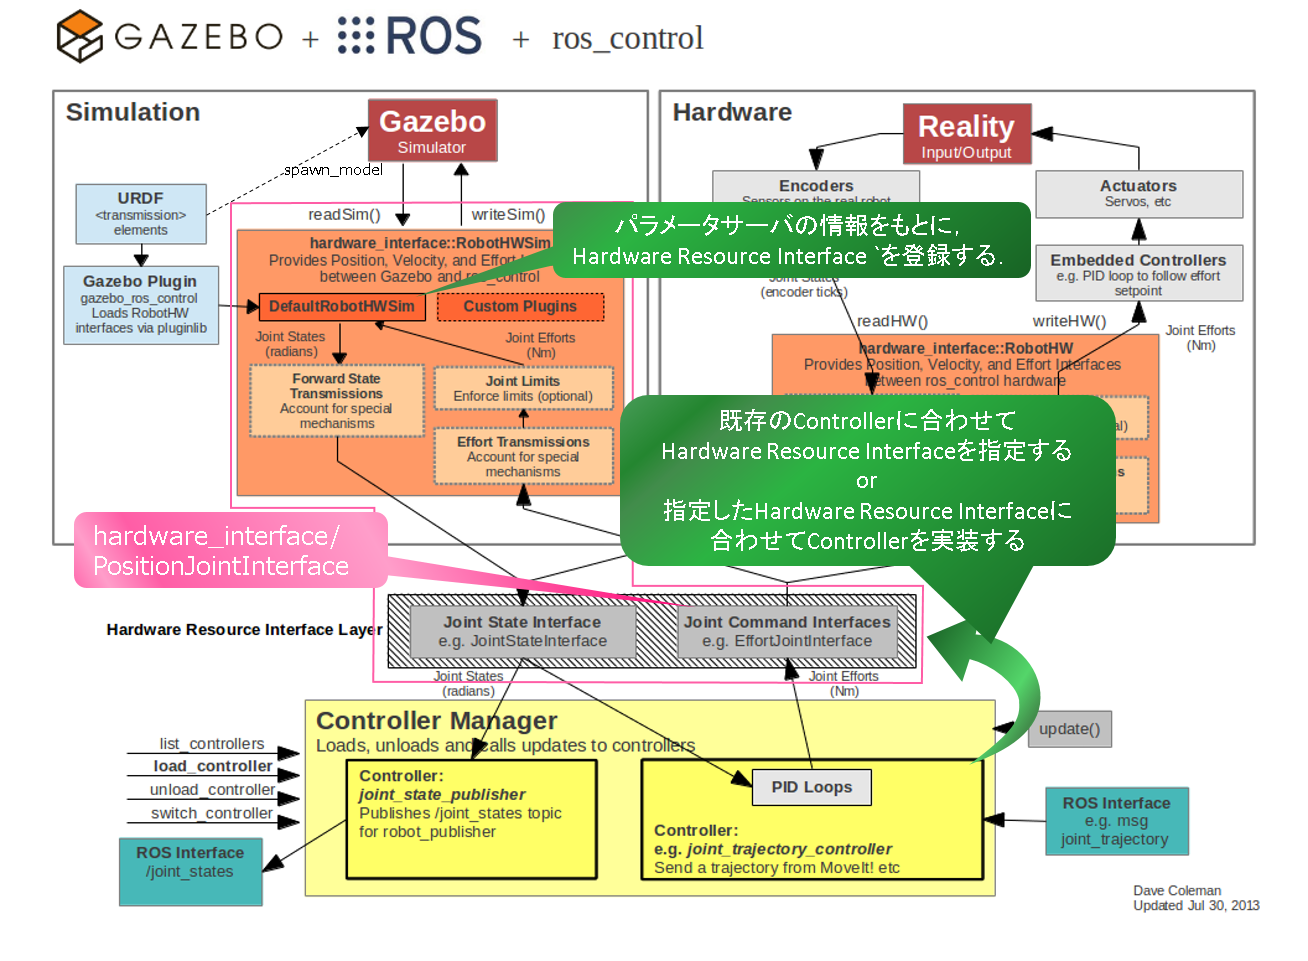 GAZEBO + ROS + ros_control
Simulation
Gazebo
Simulator
spawn_model
URDF
<transmission>
elements
readSim()
writeSim()
Gazebo Plugin
gazebo_ros_control
Loads RobotHW
interfaces via pluginlib
hardware_interface::RobotHWSim
Provides Position, Velocity, and Effort
between Gazebo and ros_control
DefaultRobotHWSim
Custom Plugins
Joint States
(radians)
Joint Efforts
(Nm)
Forward State
Transmissions
Account for special
mechanisms
Joint Limits
Enforce limits (optional)
Effort Transmissions
Account for special
mechanisms
Hardware
Reality
Input/Output
Encoders
Sensors on the real robot
Actuators
Servos, etc
パラメータサーバの情報をもとに,
Hardware Resource Interface `を登録する.
Joint States
(encoder ticks)
Embedded Controllers
e.g. PID loop to follow effort
setpoint
readHW()
writeHW()
Joint Efforts
(Nm)
hardware_interface::RobotHW
Provides Position, Velocity, and Effort Interfaces
between ros_control hardware
既存のControllerに合わせて
Hardware Resource Interfaceを指定する
or
指定したHardware Resource Interfaceに
合わせてControllerを実装する
hardware_interface/
PositionJointInterface
Hardware Resource Interface Layer
Joint State Interface
e.g. JointStateInterface
Joint Command Interfaces
e.g. EffortJointInterface
Joint States
(radians)
Joint Efforts
(Nm)
Controller Manager
Loads, unloads and calls updates to controllers
update()
list_controllers
load_controller
unload_controller
switch_controller
Controller:
joint_state_publisher
Publishes /joint_states topic
for robot_publisher
PID Loops
Controller:
e.g. joint_trajectory_controller
Send a trajectory from MoveIt! etc
ROS Interface
e.g. msg
joint_trajectory
ROS Interface
/joint_states
Dave Coleman
Updated Jul 30, 2013